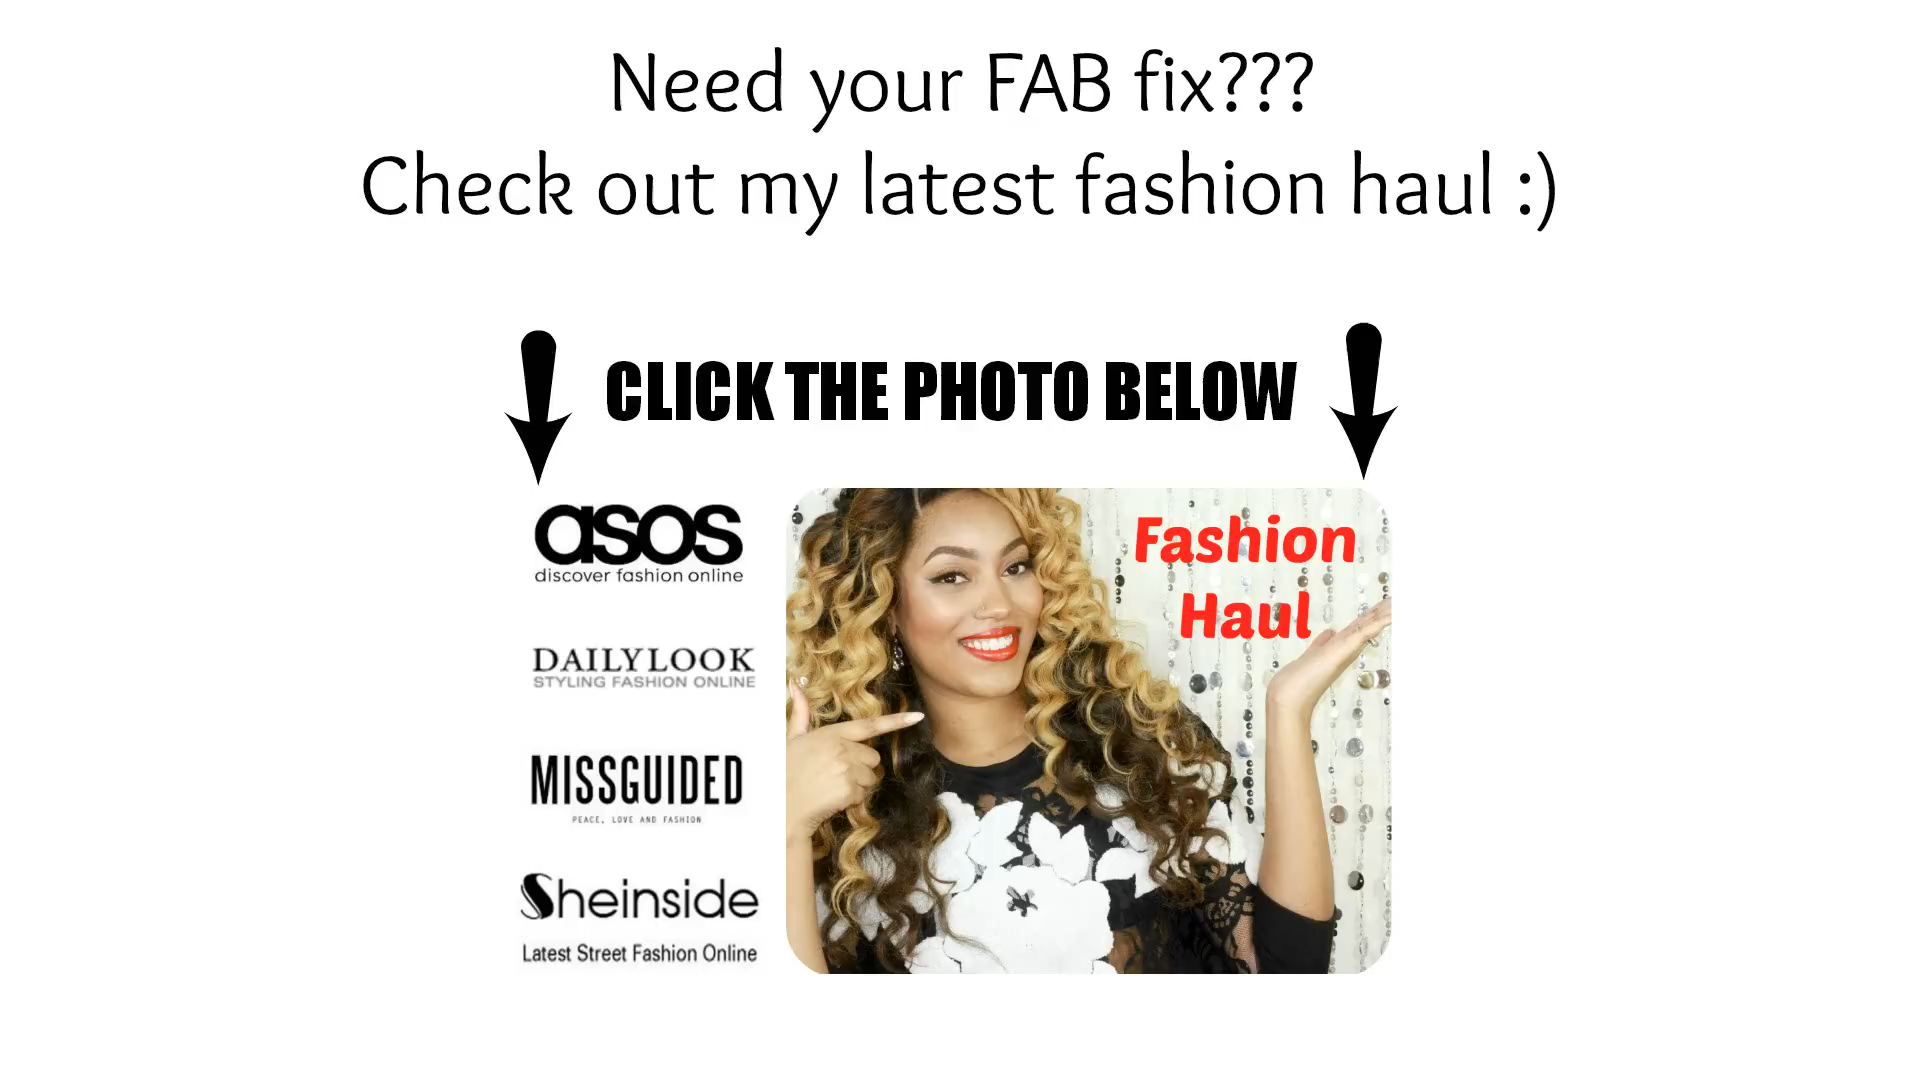 Need your FAB fix???
Check out my latest fashion haul :)
CLICK THE PHOTO BELOW
asos
discover fashion online
DAILYLOOK
STYLING FASHION ONLINE
MISSGUIDED
PEACE, LOVE AND FASHION
Sheinside
Latest Street Fashion Online
Fashion
Haul